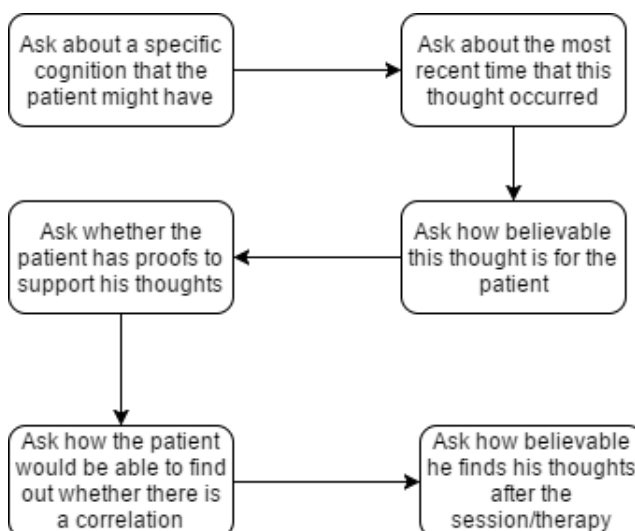 Ask about a specific
cognition that the
patient might have
Ask about the most
recent time that this
thought occurred
Ask how believable
this thought is for the
patient
Ask whether the
patient has proofs to
support his thoughts
Ask how the patient
would be able to find
out whether there is
a correlation
Ask how believable
he finds his thoughts
after the
session/therapy